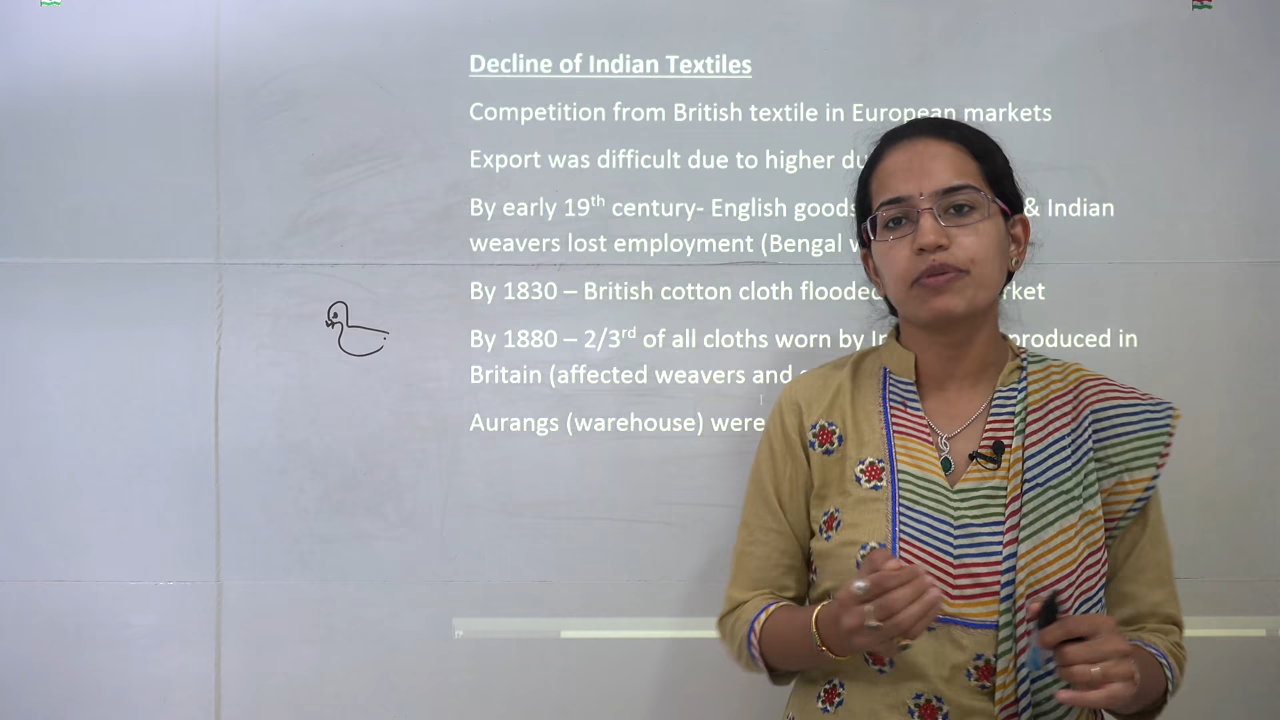 Decline of Indian Textiles
Competition from British textile in European markets
Export was difficult due to higher
By early 19th century- English goods & Indian
weavers lost employment (Bengal
By 1830 – British cotton cloth flooded
By 1880 – 2/3rd of all cloths worn by produced in
Britain (affected weavers and
Aurangs (warehouse) were